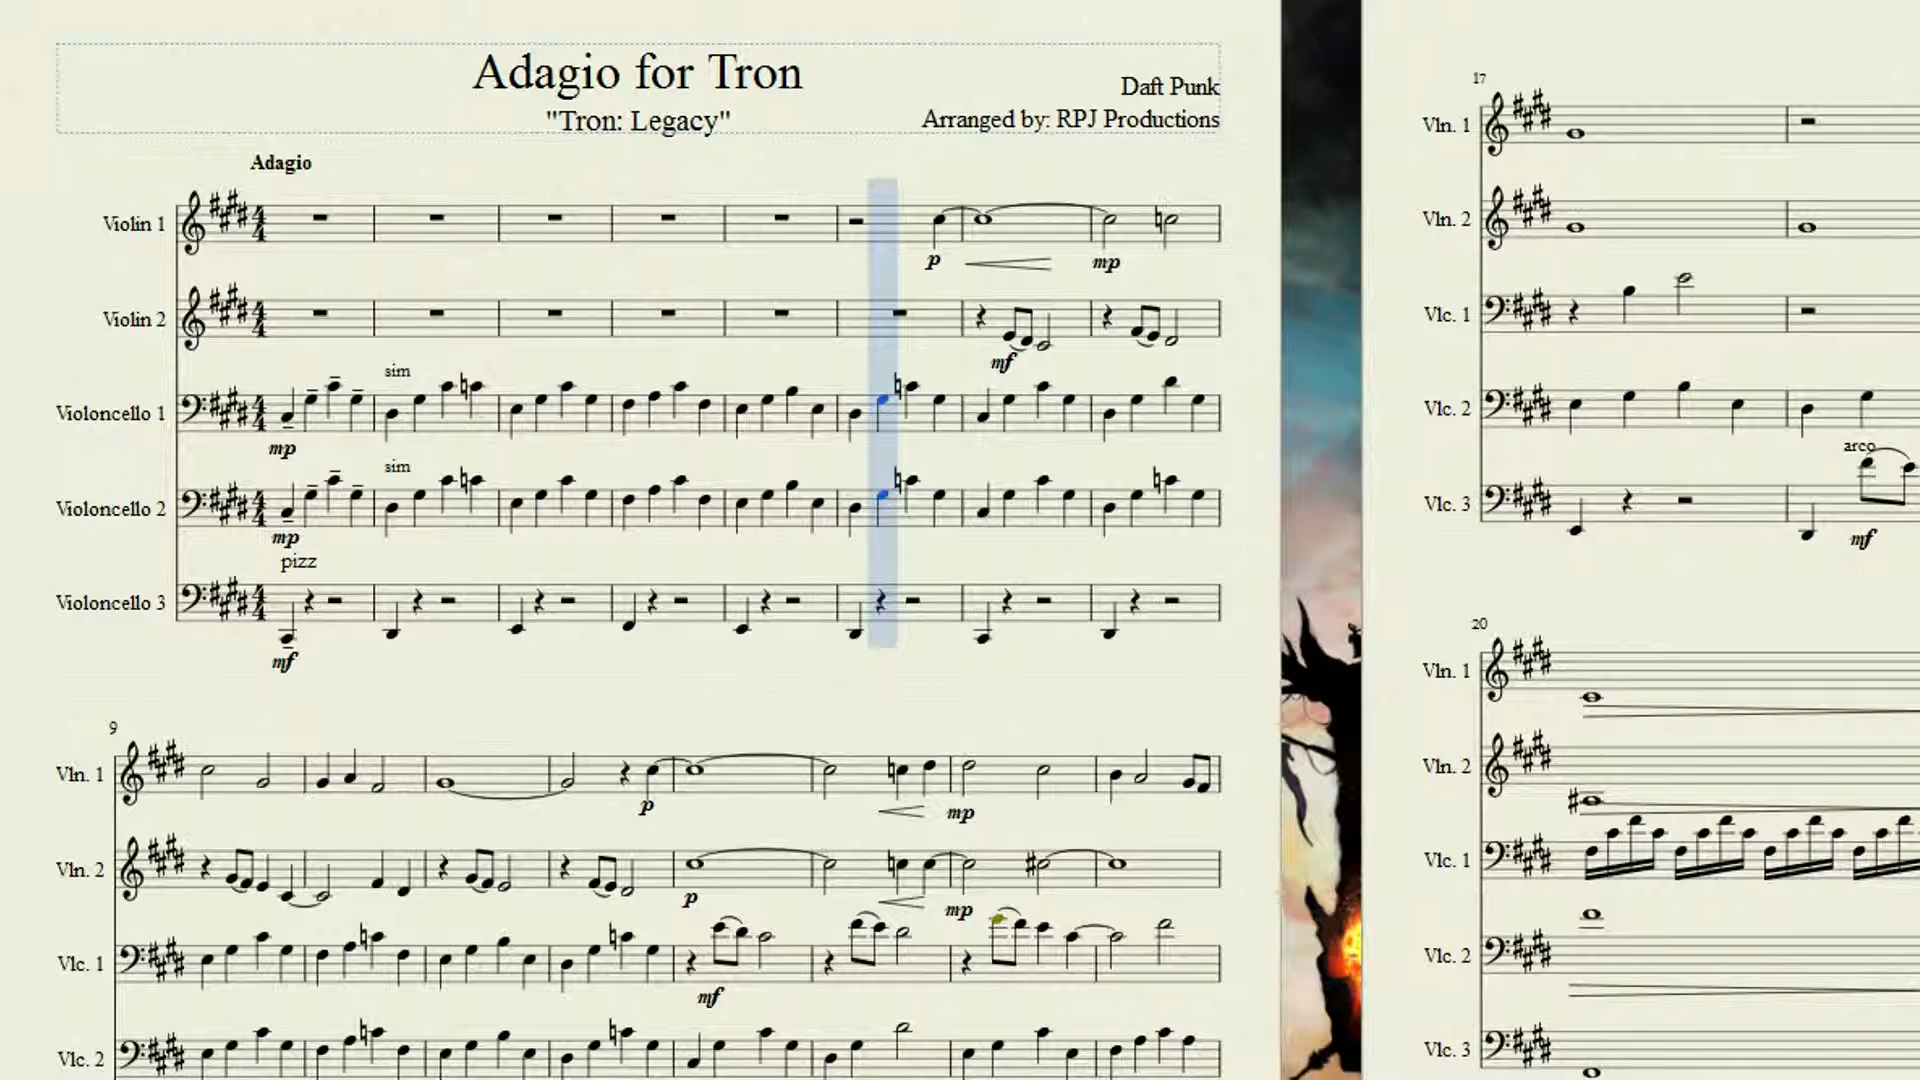 Adagio for Tron
"Tron: Legacy"
Daft Punk
Arranged by: RPJ Productions
Adagio
Violin 1
p
mp
Violin 2
mf
sim
Violoncello 1
mp
sim
Violoncello 2
mp
pizz
Violoncello 3
mf
9
Vln. 1
p
mp
Vln. 2
p
mp
Vlc. 1
mf
Vlc. 2
17
Vln. 1
Vln. 2
Vlc. 1
Vlc. 2
arco
Vlc. 3
mf
20
Vln. 1
Vln. 2
Vlc. 1
Vlc. 2
Vlc. 3